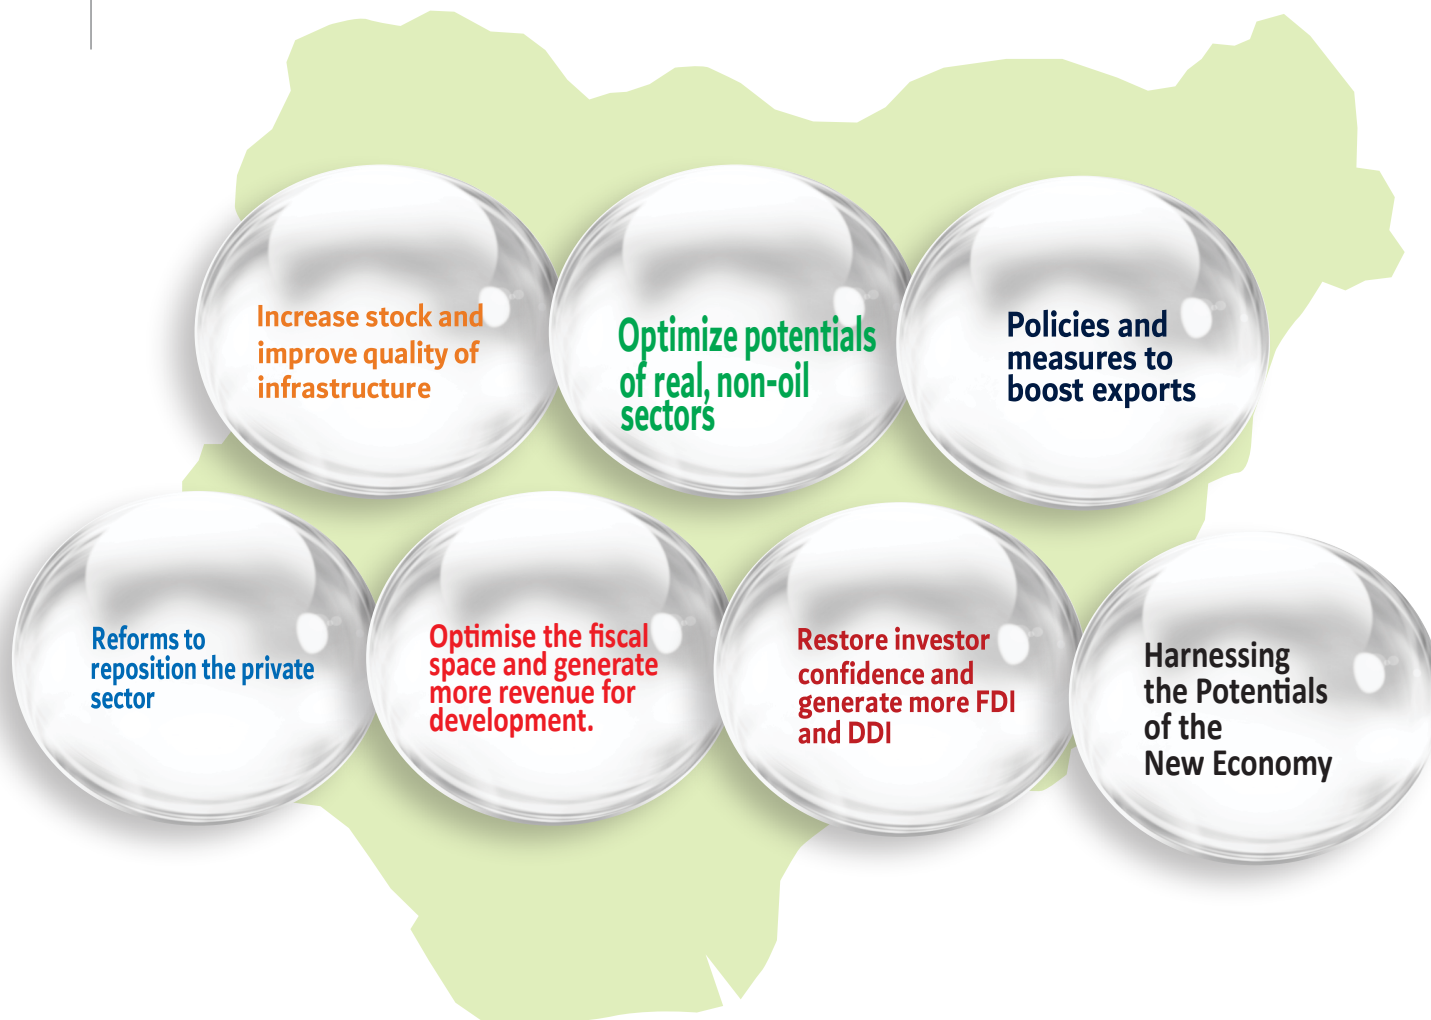 Increase stock and
improve quality of
infrastructure
Optimize potentials
of real, non-oil
sectors
Policies and
measures to
boost exports
Reforms to
reposition the private
sector
Optimise the fiscal
space and generate
more revenue for
development.
Restore investor
confidence and
generate more FDI
and DDI
Harnessing
the Potentials
of the
New Economy